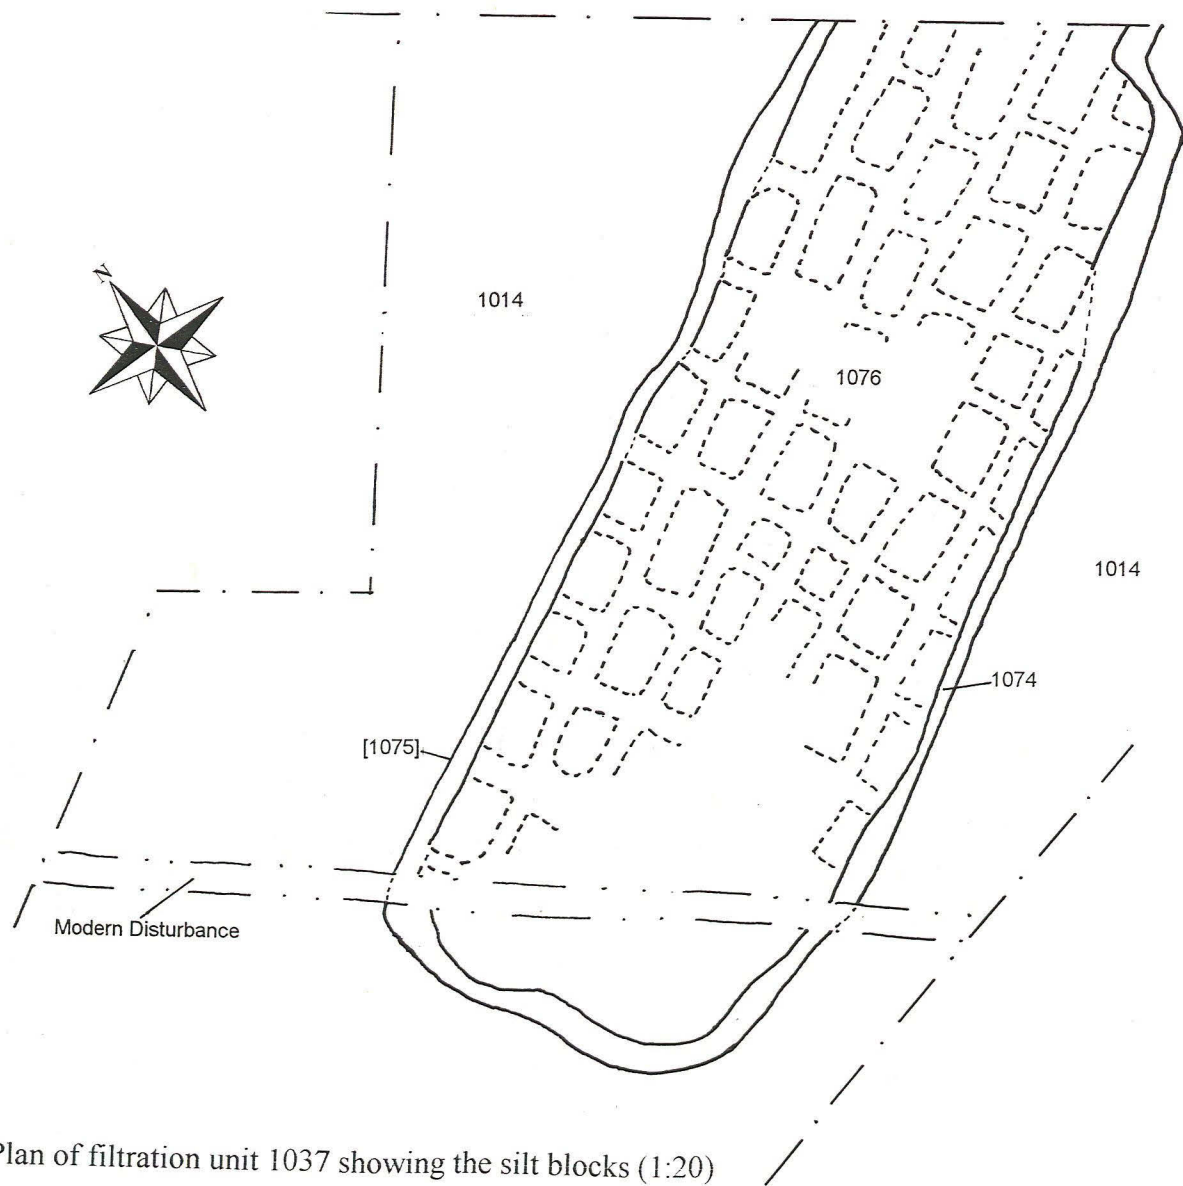 N
1014
1076
1014
1074
[1075]
Modern Disturbance
Plan of filtration unit 1037 showing the silt blocks (1:20)